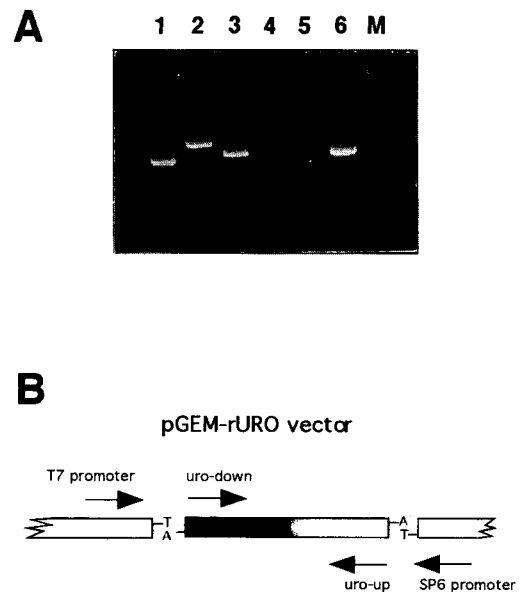 A
1 2 3 4 5 6 M
B
pGEM-rURO vector
T7 promoter uro-down
T A
A T
uro-up SP6 promoter